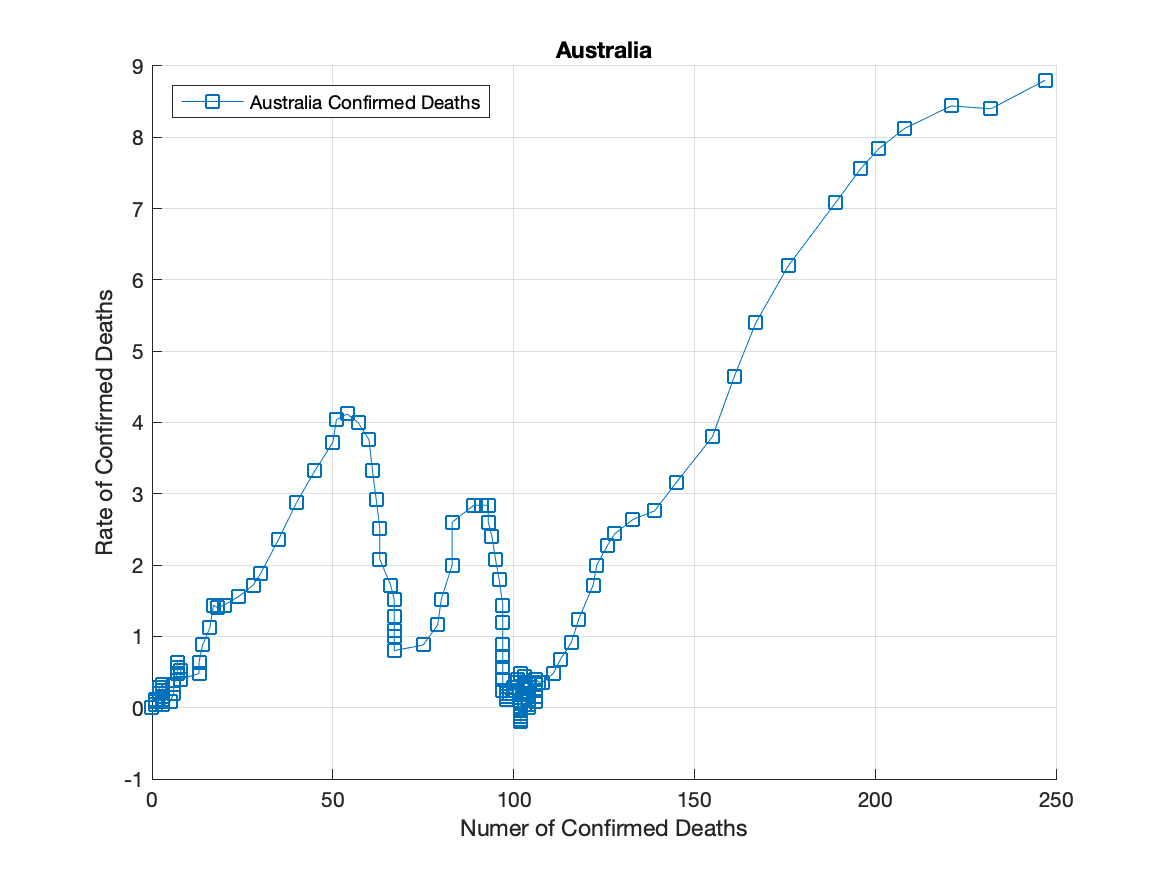 Australia
Australia Confirmed Deaths
Rate of Confirmed Deaths
9
8
7
6
5
4
3
2
1
0
-1
0 50 100 150 200 250
Numer of Confirmed Deaths